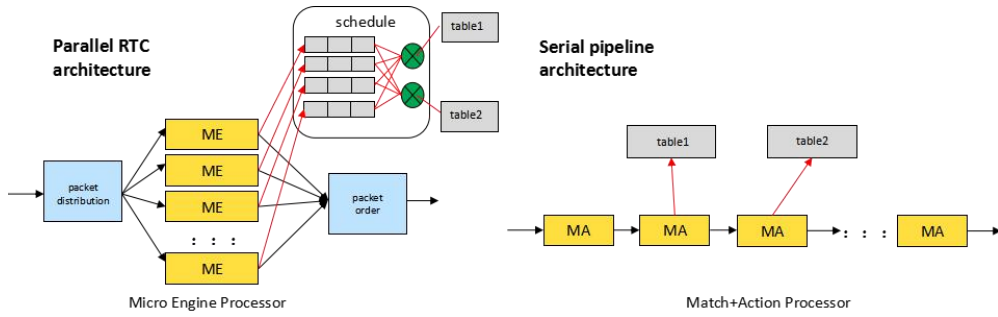 Parallel RTC
architecture
schedule
table1
table2
ME
ME
ME
: : :
ME
packet
distribution
packet
order
Micro Engine Processor
Serial pipeline
architecture
table1
table2
MA
MA
MA
: : :
MA
Match+Action Processor